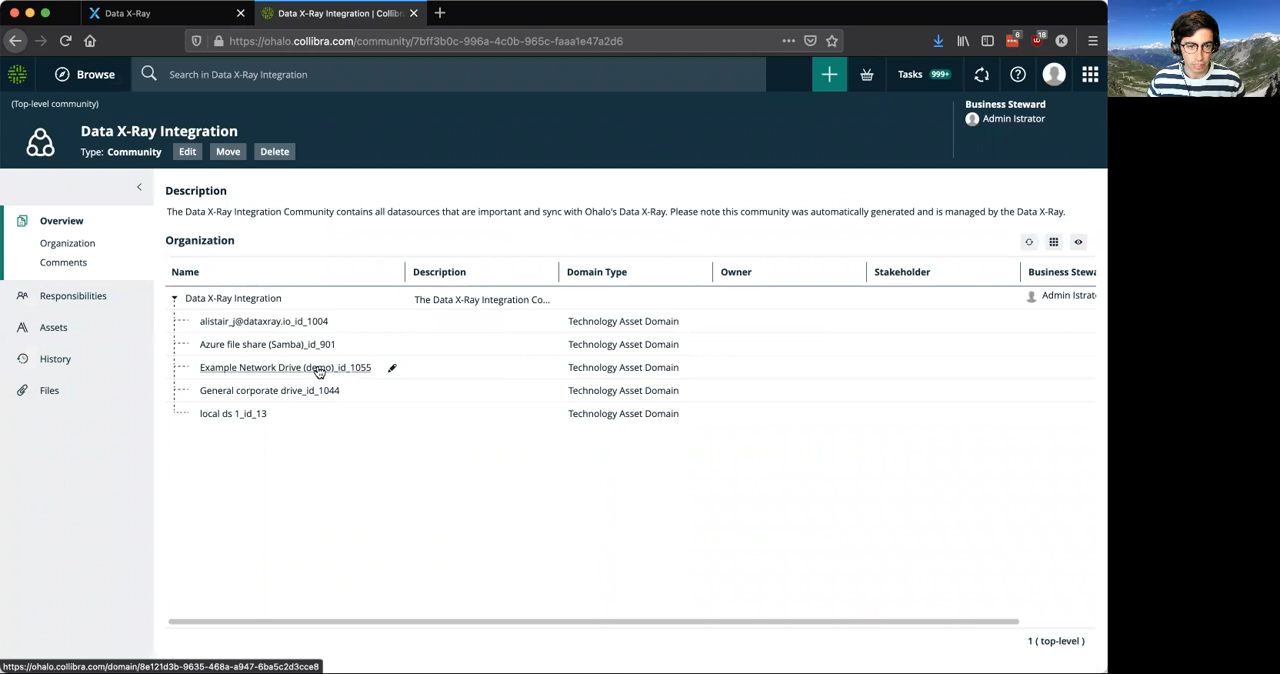 Data X-Ray
Data X-Ray Integration | Collibr
https://ohalo.collibra.com/community/7bff3b0c-996a-4c0b-965c-faaa1e47a2d6
6
18
K
Browse
Search in Data X-Ray Integration
Tasks 999+
(Top-level community)
Business Steward
Admin Istrator
Data X-Ray Integration
Type: Community Edit Move Delete
Overview
Organization
Comments
Responsibilities
Assets
History
Files
Description
The Data X-Ray Integration Community contains all datasources that are important and sync with Ohalo's Data X-Ray. Please note this community was automatically generated and is managed by the Data X-Ray.
Organization
Name Description Domain Type Owner Stakeholder Business Stewa
Data X-Ray Integration The Data X-Ray Integration Co... Admin Istrat
alistair_j@dataxray.io_id_1004 Technology Asset Domain
Azure file share (Samba)_id_901 Technology Asset Domain
Example Network Drive (demo)_id_1055 Technology Asset Domain
General corporate drive_id_1044 Technology Asset Domain
local ds 1_id_13 Technology Asset Domain
1 ( top-level )
https://ohalo.collibra.com/domain/8e121d3b-9635-468a-a947-6ba5c2d3cce8